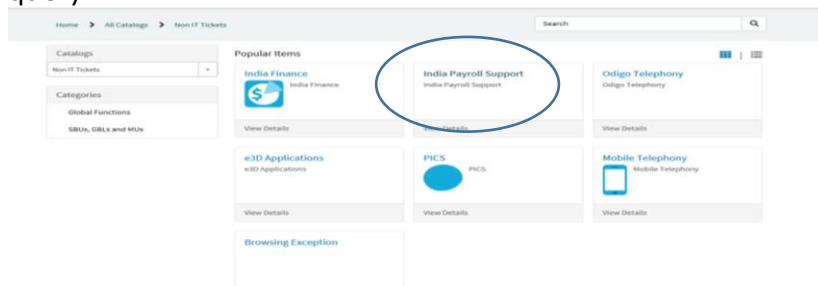 Home > All Catalogs > Non IT Tickets
Search
Catalogs
Non IT Tickets
Categories
Global Functions
SBUs, GBLs and MUs
Popular Items
India Finance
India Finance
View Details
India Payroll Support
India Payroll Support
View Details
Odigo Telephony
Odigo Telephony
View Details
e3D Applications
e3D Applications
View Details
PICS
PICS
View Details
Mobile Telephony
Mobile Telephony
View Details
Browsing Exception